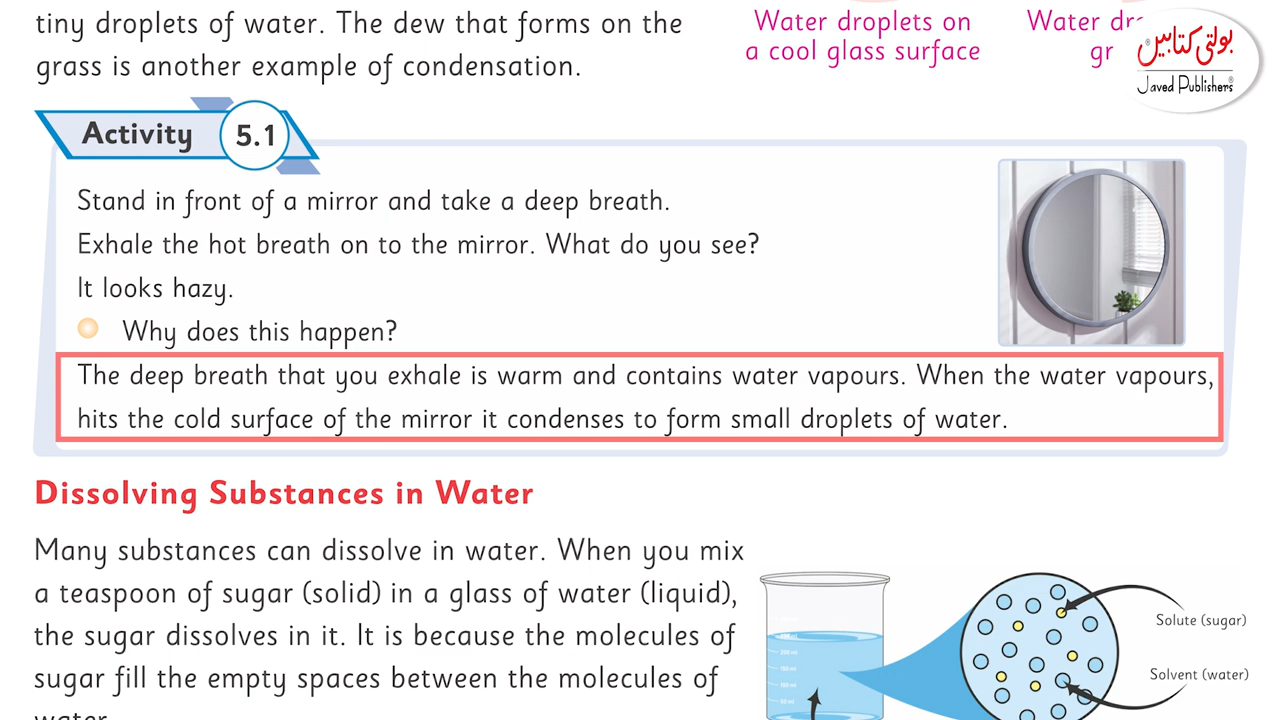 tiny droplets of water. The dew that forms on the
grass is another example of condensation.
Water droplets on
a cool glass surface
Water
gr
بولتی کتابیں
Javed Publishers®
Activity 5.1
Stand in front of a mirror and take a deep breath.
Exhale the hot breath on to the mirror. What do you see?
It looks hazy.
Why does this happen?
The deep breath that you exhale is warm and contains water vapours. When the water vapours,
hits the cold surface of the mirror it condenses to form small droplets of water.
Dissolving Substances in Water
Many substances can dissolve in water. When you mix
a teaspoon of sugar (solid) in a glass of water (liquid),
the sugar dissolves in it. It is because the molecules of
sugar fill the empty spaces between the molecules of
water.
Solute (sugar)
Solvent (water)